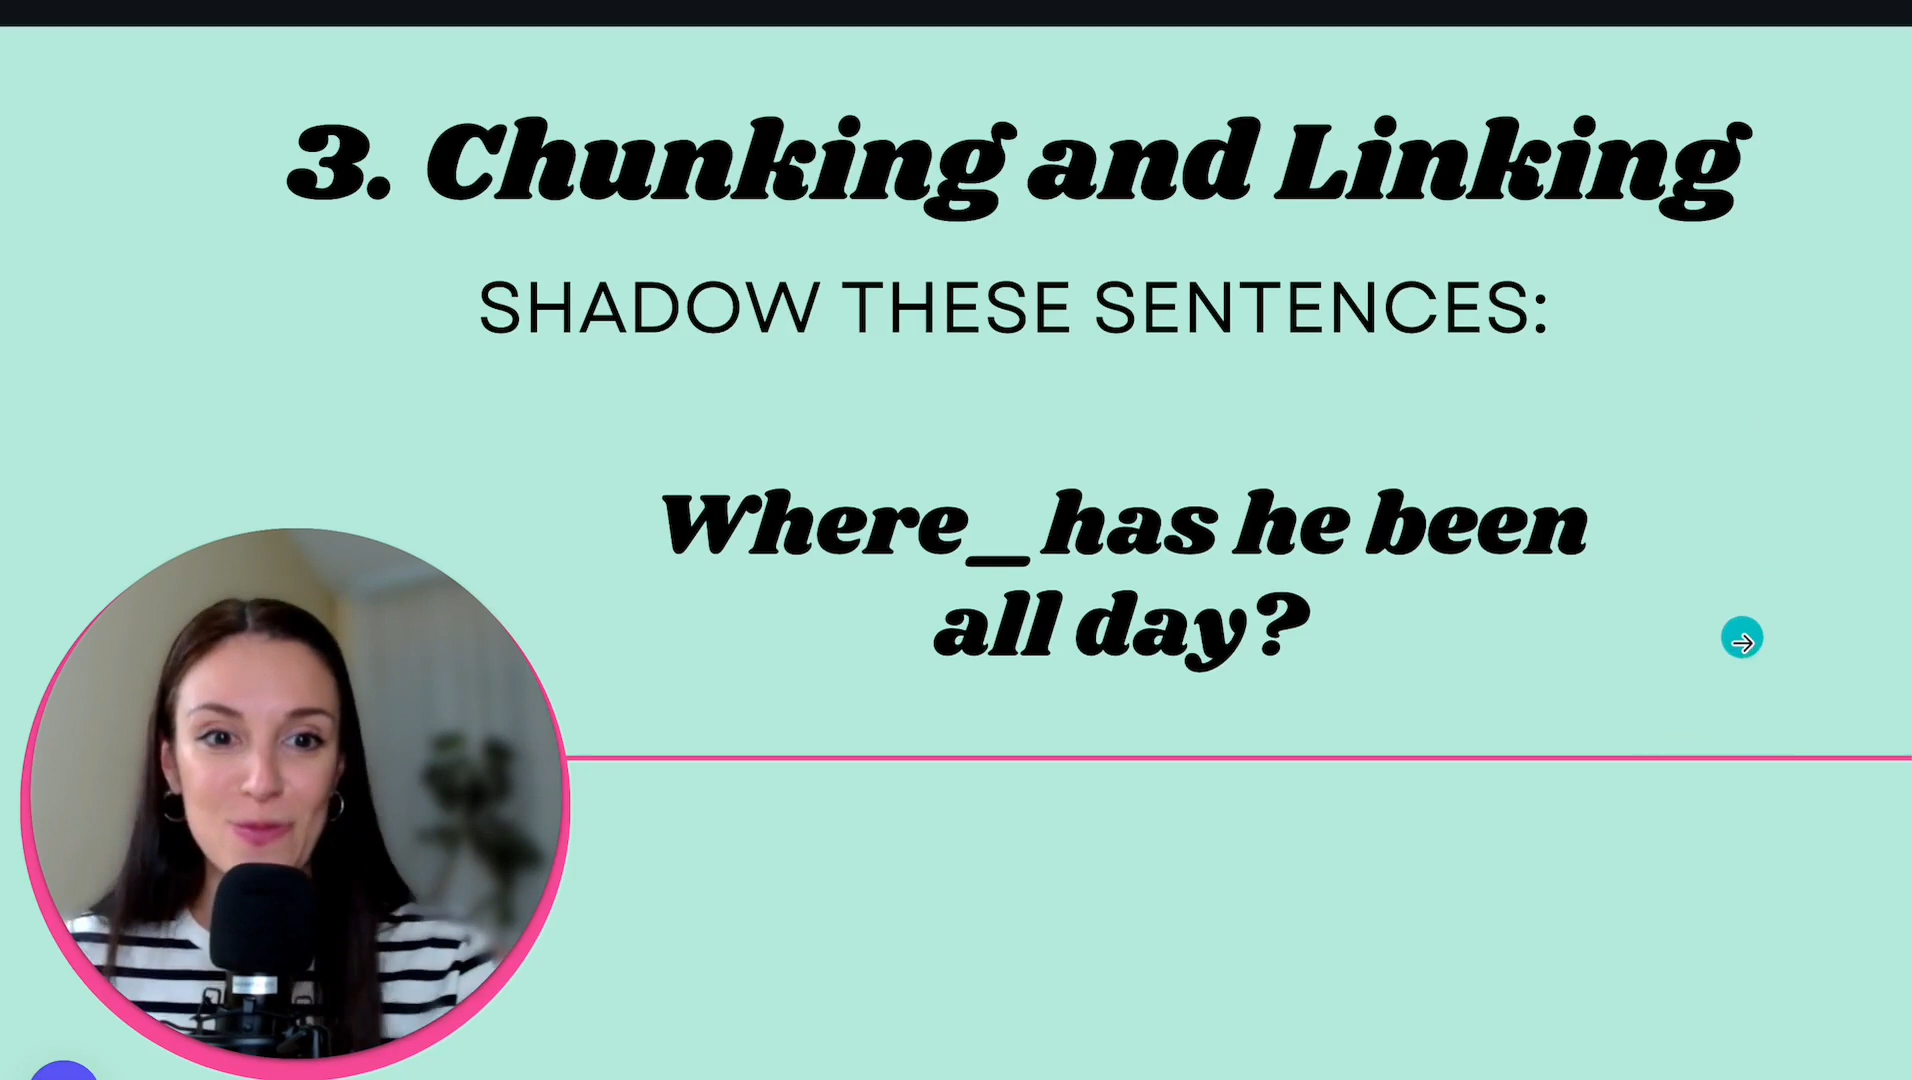 3. Chunking and Linking
SHADOW THESE SENTENCES:
Where_has he been
all day?